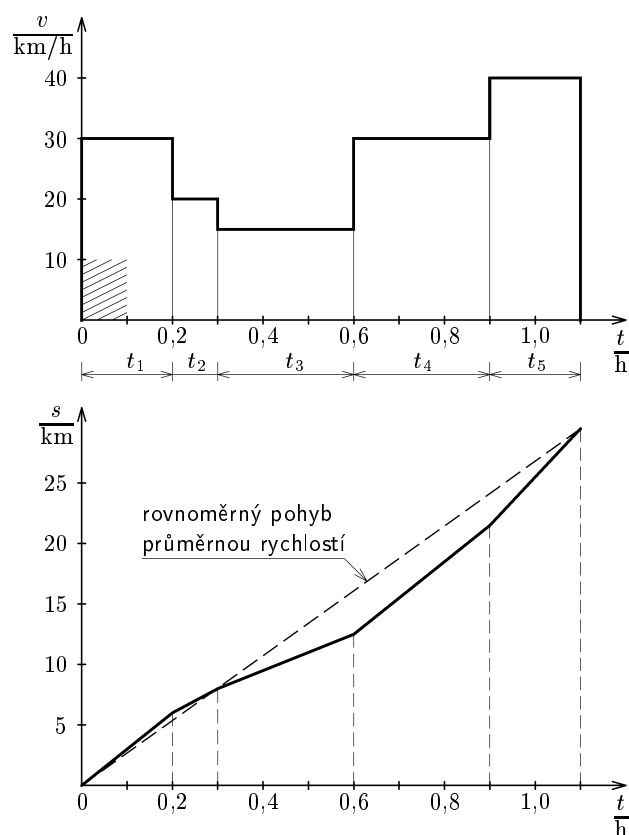 v
km/h
40
30
20
10
0 0,2 0,4 0,6 0,8 1,0 t
h
t1 t2 t3 t4 t5
s
km
25
20
15
10
5
rovnoměrný pohyb
průměrnou rychlostí
0 0,2 0,4 0,6 0,8 1,0 t
h